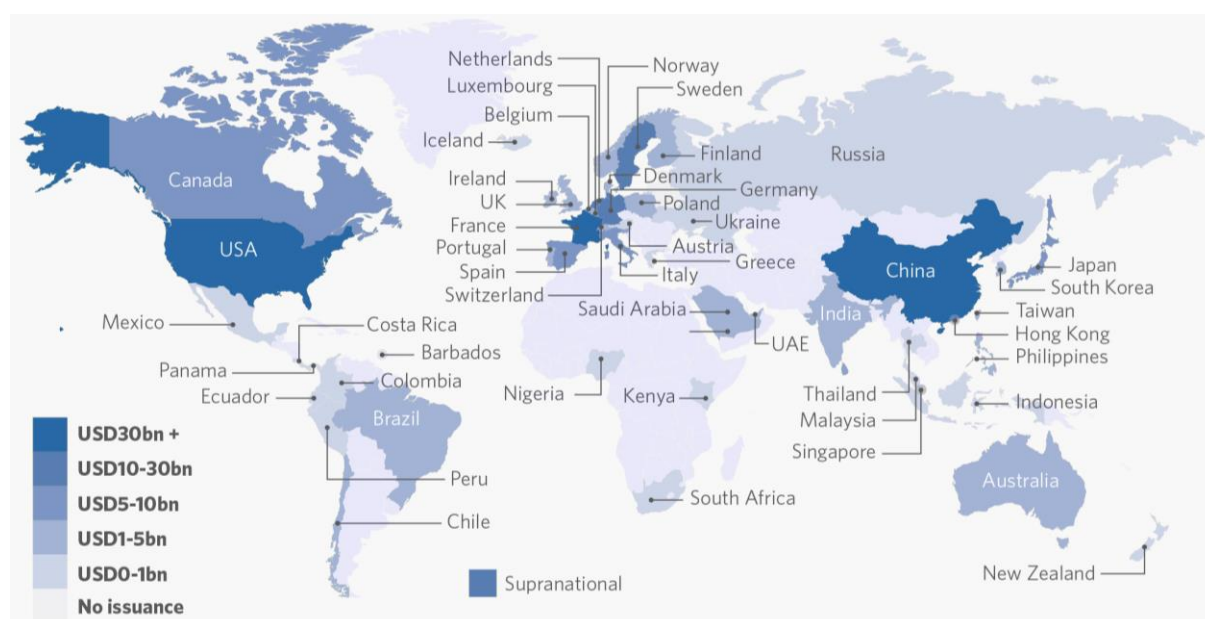 Netherlands
Luxembourg
Belgium
Iceland
Ireland
UK
France
Portugal
Spain
Switzerland
Norway
Sweden
Finland
Denmark
Germany
Poland
Ukraine
Austria
Greece
Italy
Russia
Canada
USA
China
Japan
South Korea
Taiwan
Hong Kong
Philippines
India
Saudi Arabia
UAE
Mexico
Costa Rica
Barbados
Panama
Colombia
Ecuador
Brazil
Nigeria
Kenya
Thailand
Malaysia
Singapore
Indonesia
Peru
Chile
South Africa
Australia
New Zealand
USD30bn +
USD10-30bn
USD5-10bn
USD1-5bn
USD0-1bn
No issuance
Supranational